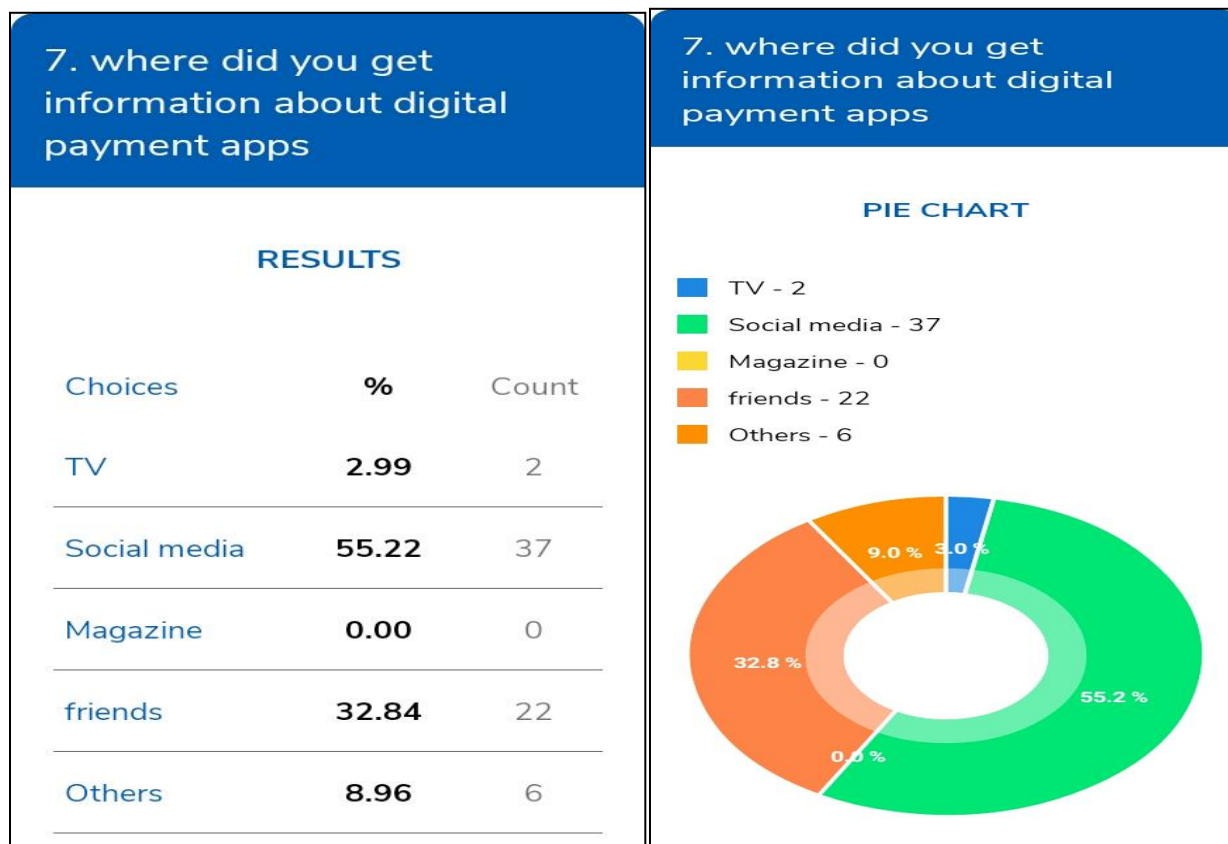 7. where did you get
information about digital
payment apps
RESULTS
Choices % Count
TV 2.99 2
Social media 55.22 37
Magazine 0.00 0
friends 32.84 22
Others 8.96 6
7. where did you get
information about digital
payment apps
PIE CHART
TV - 2
Social media - 37
Magazine - 0
friends - 22
Others - 6
9.0 % 3.0 %
32.8 %
55.2 %
0.0 %